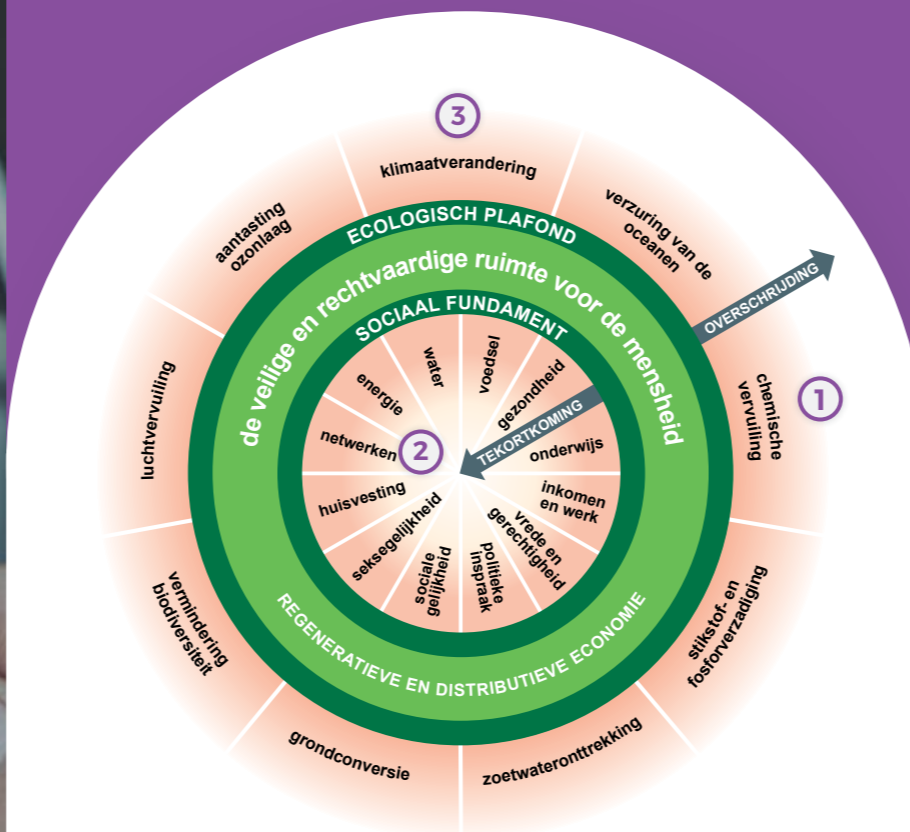 3
klimaatverandering
verzuring van de
oceanen
OVERSCHRIJDING
1
chemische
vervuiling
stikstof- en
fosforverzadiging
zoetwateronttrekking
grondconversie
vermindering
biodiversiteit
luchtvervuiling
aantasting
ozonlaag
ECOLOGISCH PLAFOND
de veilige en rechtvaardige ruimte voor de mensheid
SOCIAAL FUNDAMENT
voedsel
gezondheid
TEKORTKOMING
onderwijs
inkomen
en werk
vrede en
gerechtigheid
politieke
inspraak
sociale
gelijkheid
seksegelijkheid
huisvesting
netwerken
2
energie
water
REGENERATIEVE EN DISTRIBUTIEVE ECONOMIE